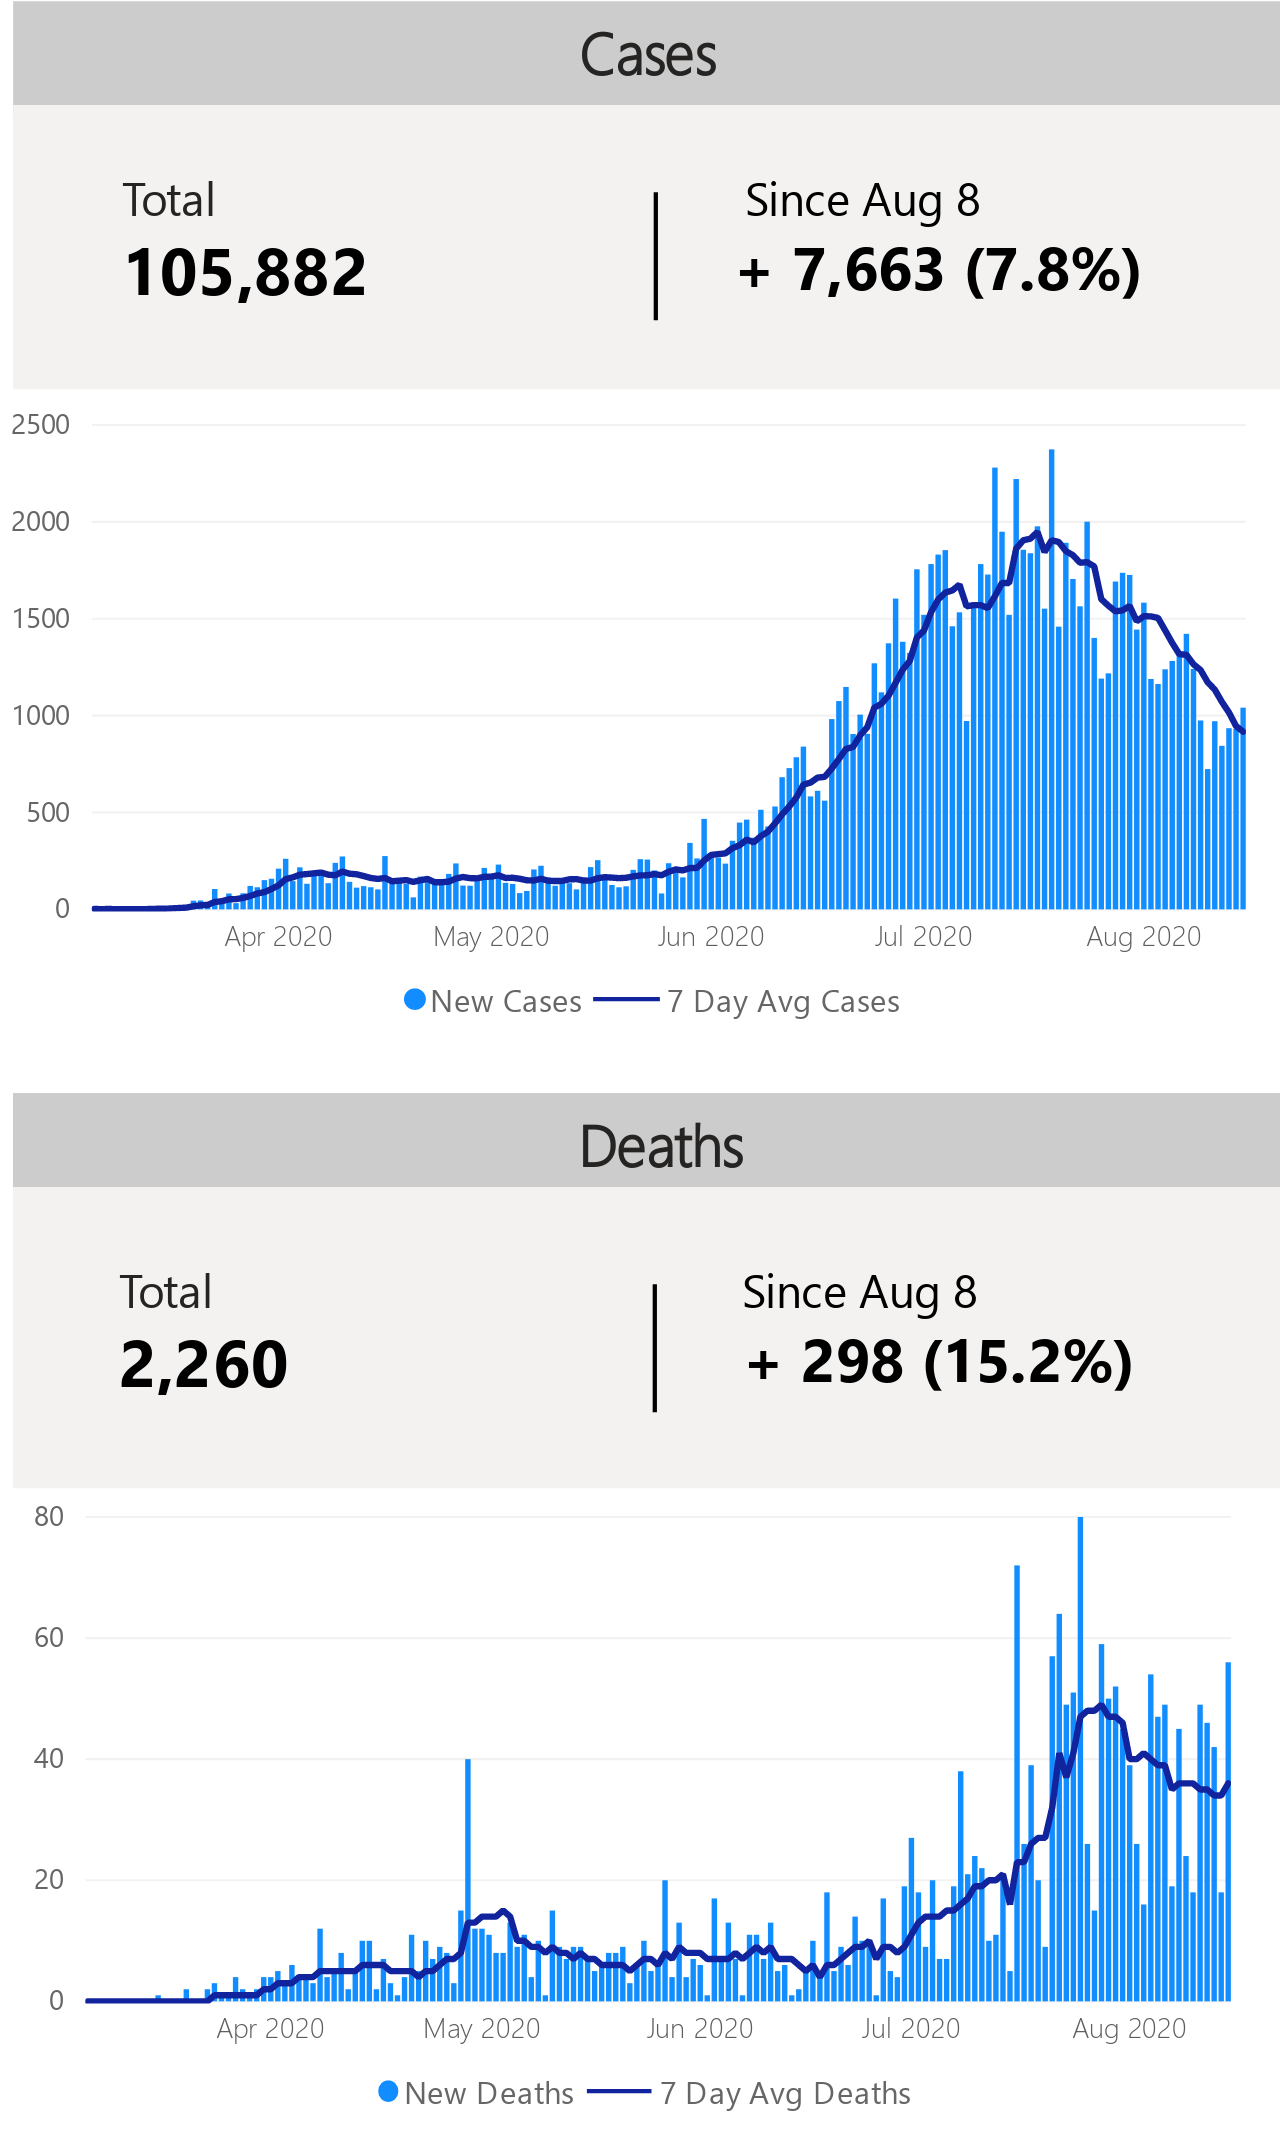 Cases
Total
Since Aug 8
105,882
+ 7,663 (7.8%)
2500
2000
1500
1000
500
0
Apr 2020 May 2020 Jun 2020 Jul 2020 Aug 2020
New Cases 7 Day Avg Cases
Deaths
Total
Since Aug 8
2,260
+ 298 (15.2%)
80
60
40
20
0
Apr 2020 May 2020 Jun 2020 Jul 2020 Aug 2020
New Deaths 7 Day Avg Deaths